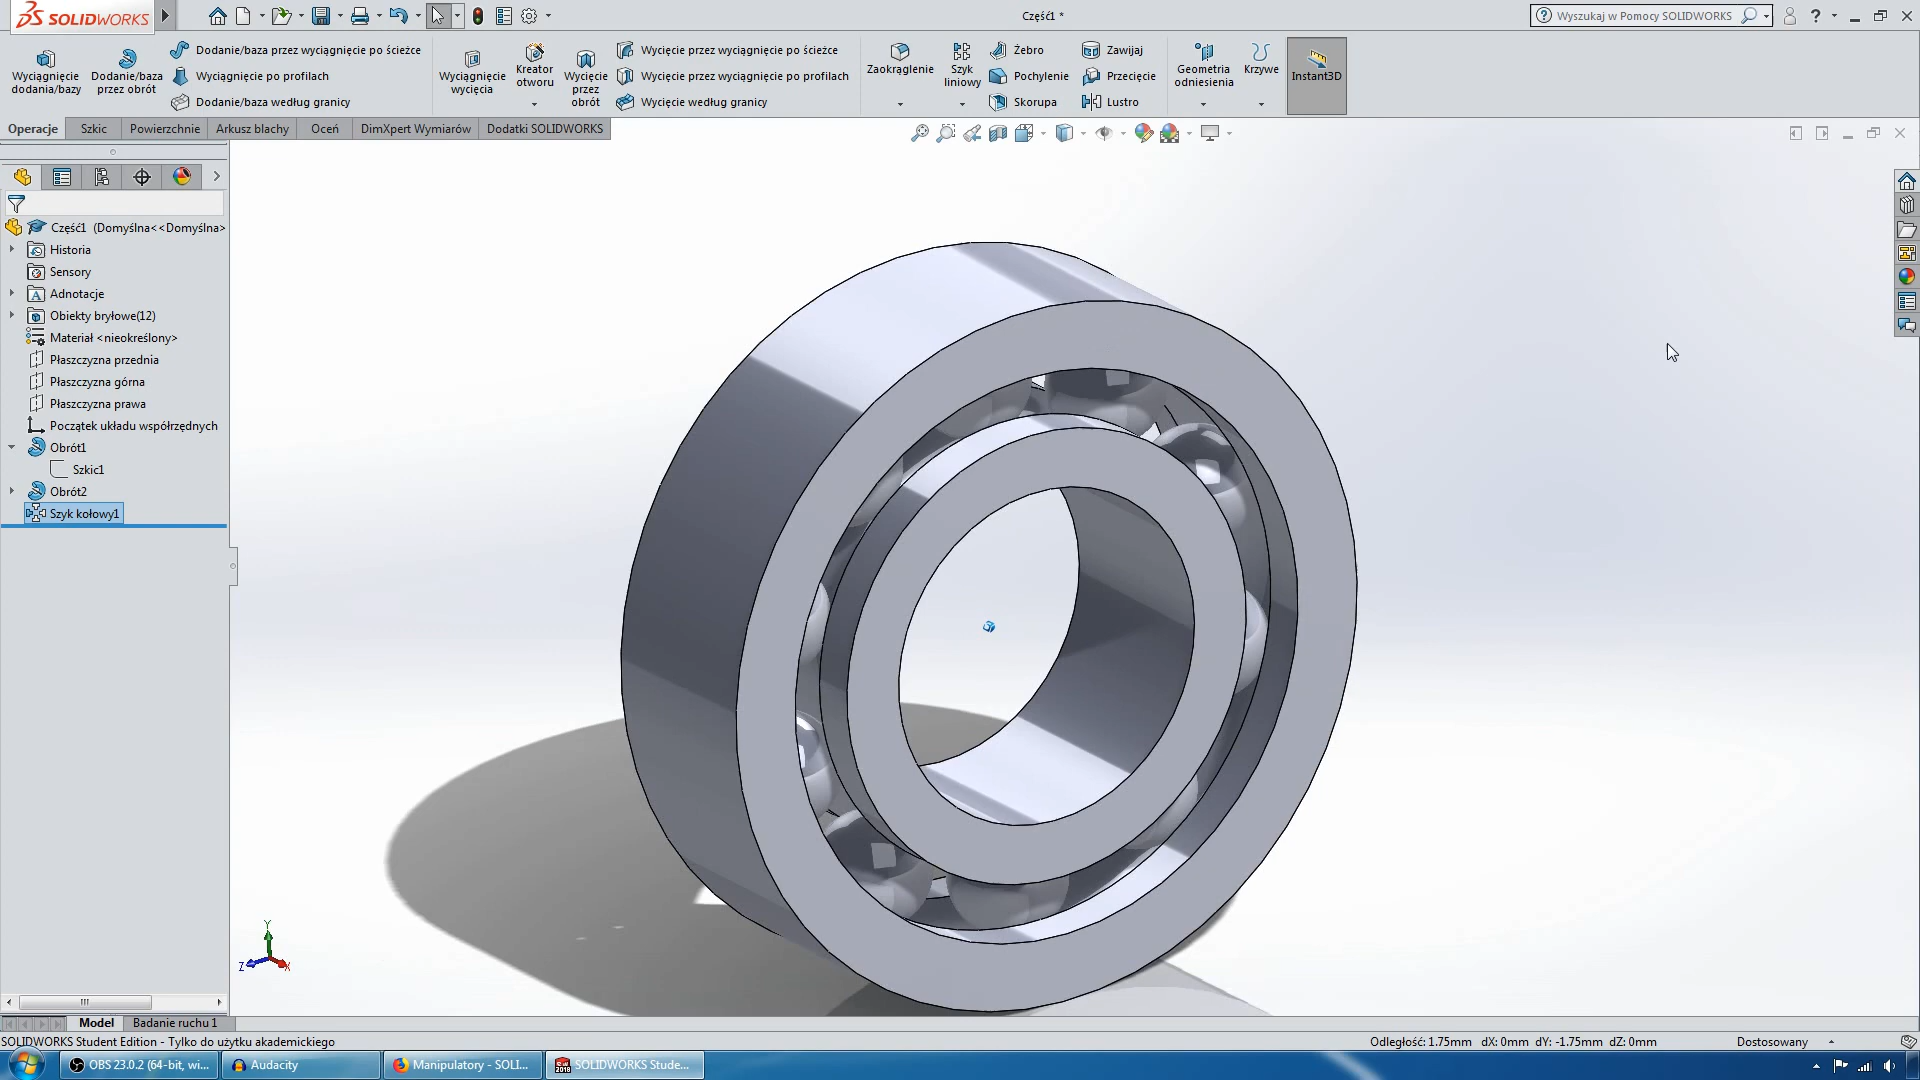 SOLIDWORKS
Część1 *
Wyszukaj w Pomocy SOLIDWORKS
?
Wyciągnięcie dodania/bazy
Dodanie/baza przez obrót
Dodanie/baza przez wyciągnięcie po ścieżce
Wyciągnięcie po profilach
Dodanie/baza według granicy
Wyciągnięcie wycięcia
Kreator otworu
Wycięcie przez obrót
Wycięcie przez wyciągnięcie po ścieżce
Wycięcie przez wyciągnięcie po profilach
Wycięcie według granicy
Zaokrąglenie
Szyk liniowy
Żebro
Pochylenie
Skorupa
Zawijaj
Przecięcie
Lustro
Geometria odniesienia
Krzywe
Instant3D
Operacje
Szkic
Powierzchnie
Arkusz blachy
Oceń
DimXpert Wymiarów
Dodatki SOLIDWORKS
Część1 (Domyślna<<Domyślna>
Historia
Sensory
Adnotacje
Obiekty bryłowe(12)
Materiał <nieokreślony>
Płaszczyzna przednia
Płaszczyzna górna
Płaszczyzna prawa
Początek układu współrzędnych
Obrót1
Szkic1
Obrót2
Szyk kołowy1
Y
Z
X
Model
Badanie ruchu 1
SOLIDWORKS Student Edition - Tylko do użytku akademickiego
Odległość: 1.75mm dX: 0mm dY: -1.75mm dZ: 0mm
Dostosowany
OBS 23.0.2 (64-bit, wi...
Audacity
Manipulatory - SOLI...
SOLIDWORKS Stude...